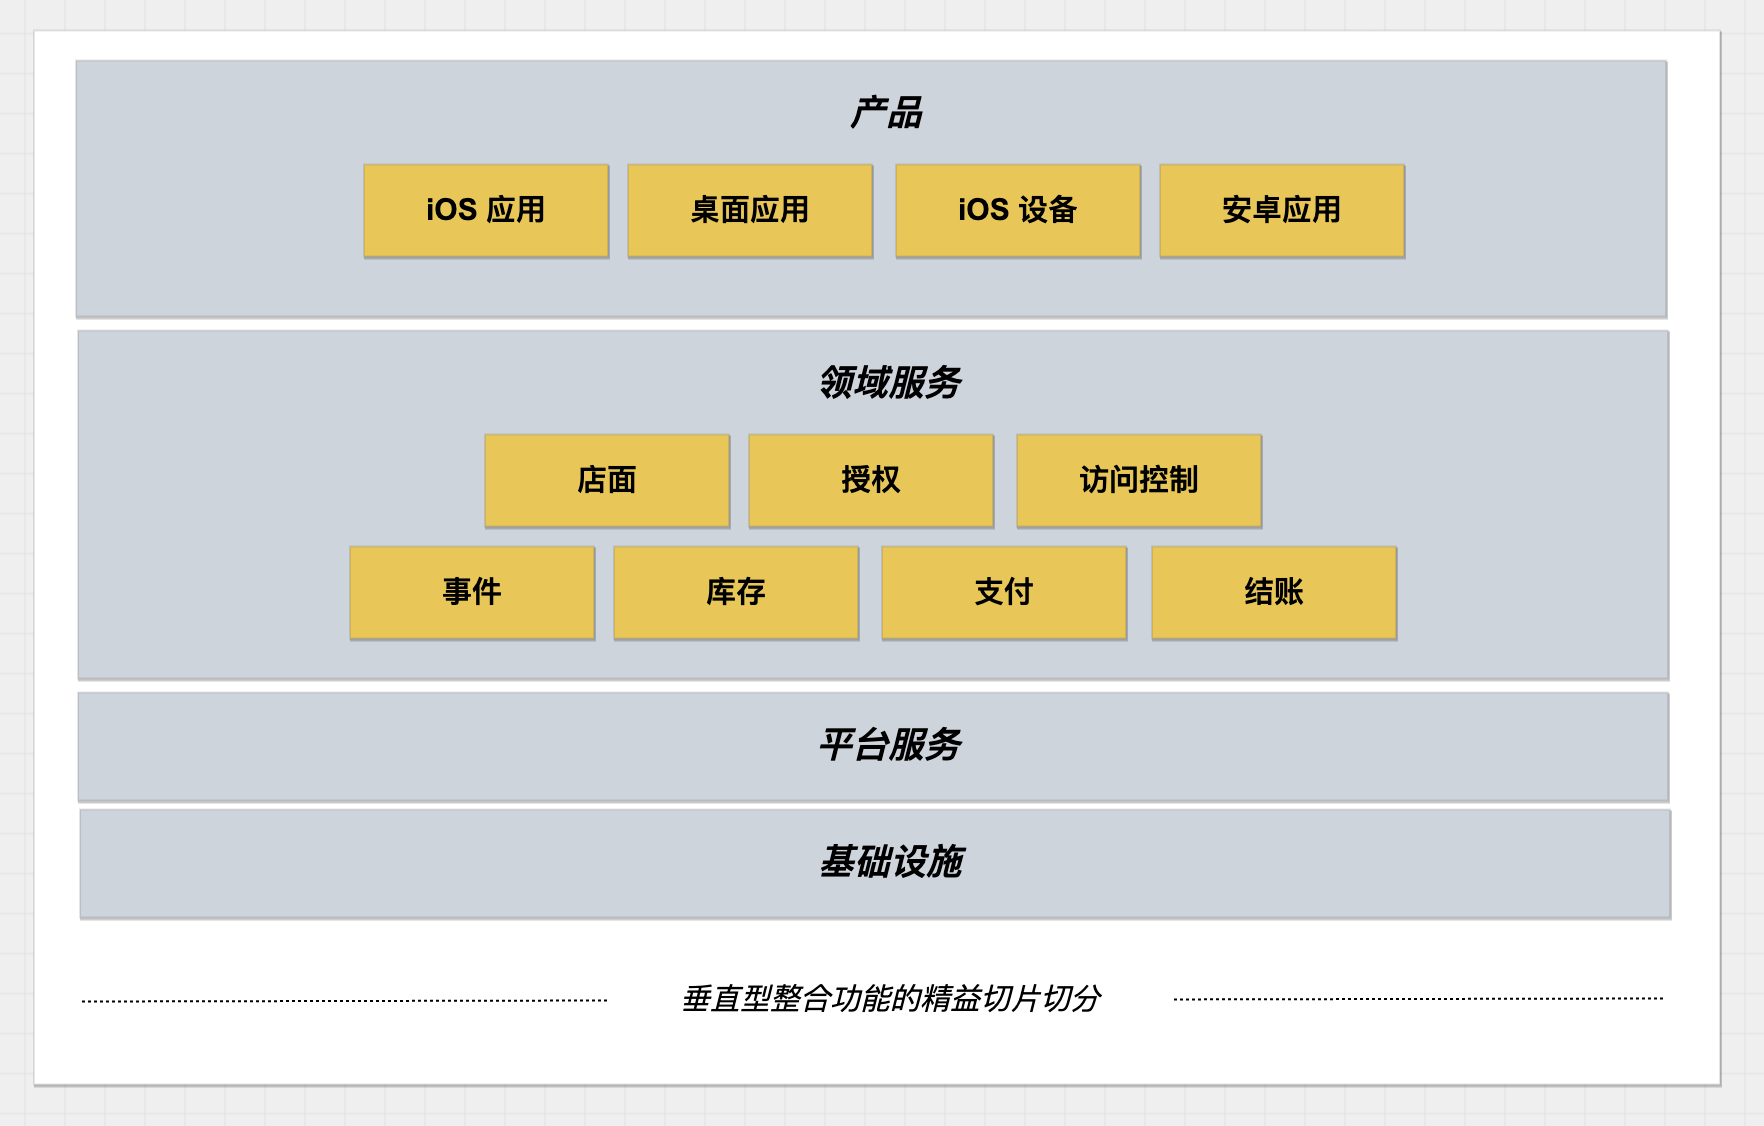 产品
iOS 应用
桌面应用
iOS 设备
安卓应用
领域服务
店面
授权
访问控制
事件
库存
支付
结账
平台服务
基础设施
垂直型整合功能的精益切片切分